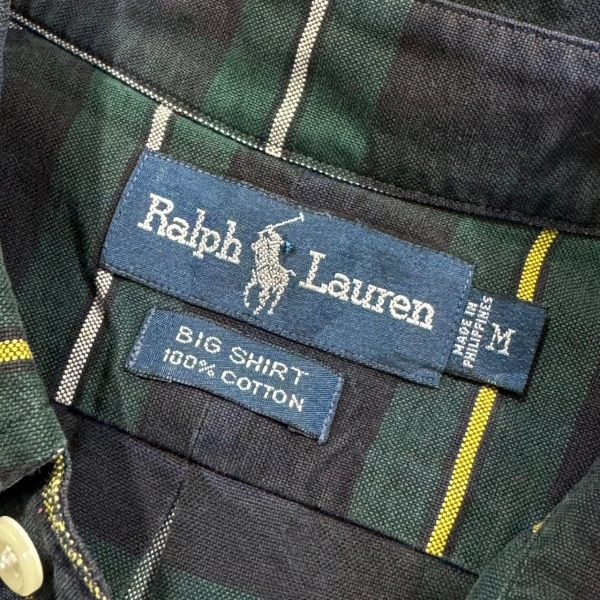 Ralph Lauren
BIG SHIRT
100% COTTON
MADE IN
PHILIPPINES
M